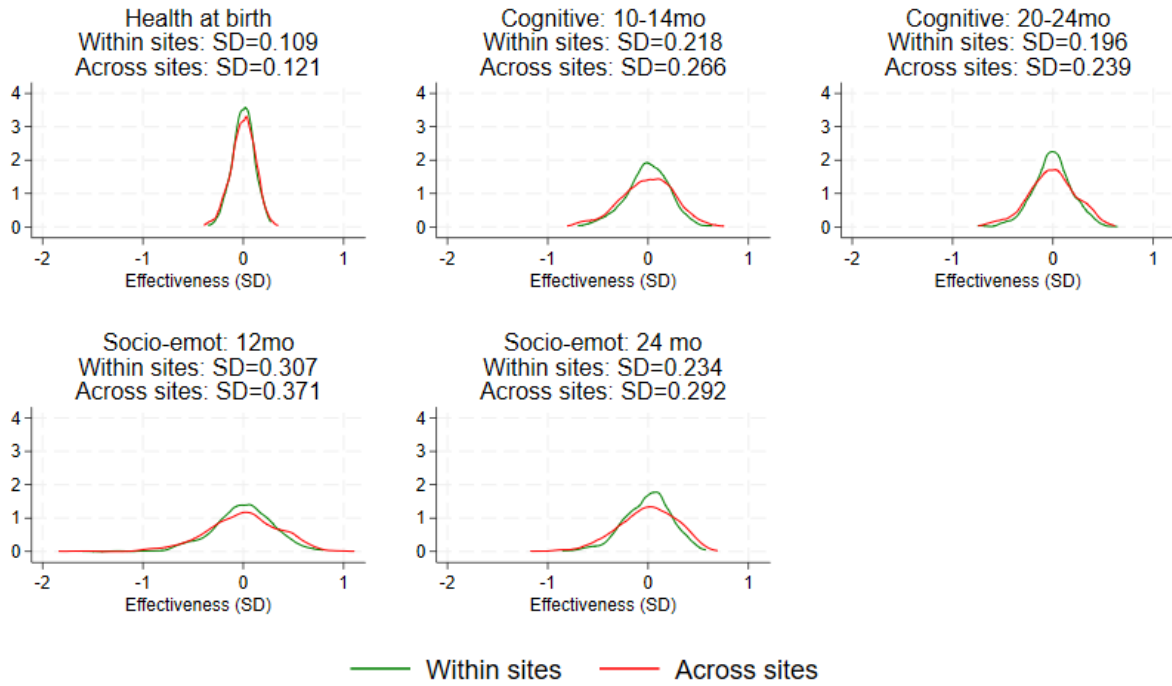 Health at birth
Within sites: SD=0.109
Across sites: SD=0.121
4
3
2
1
0
-2 -1 0 1
Effectiveness (SD)
Cognitive: 10-14mo
Within sites: SD=0.218
Across sites: SD=0.266
4
3
2
1
0
-2 -1 0 1
Effectiveness (SD)
Cognitive: 20-24mo
Within sites: SD=0.196
Across sites: SD=0.239
4
3
2
1
0
-2 -1 0 1
Effectiveness (SD)
Socio-emot: 12mo
Within sites: SD=0.307
Across sites: SD=0.371
4
3
2
1
0
-2 -1 0 1
Effectiveness (SD)
Socio-emot: 24 mo
Within sites: SD=0.234
Across sites: SD=0.292
4
3
2
1
0
-2 -1 0 1
Effectiveness (SD)
Within sites Across sites